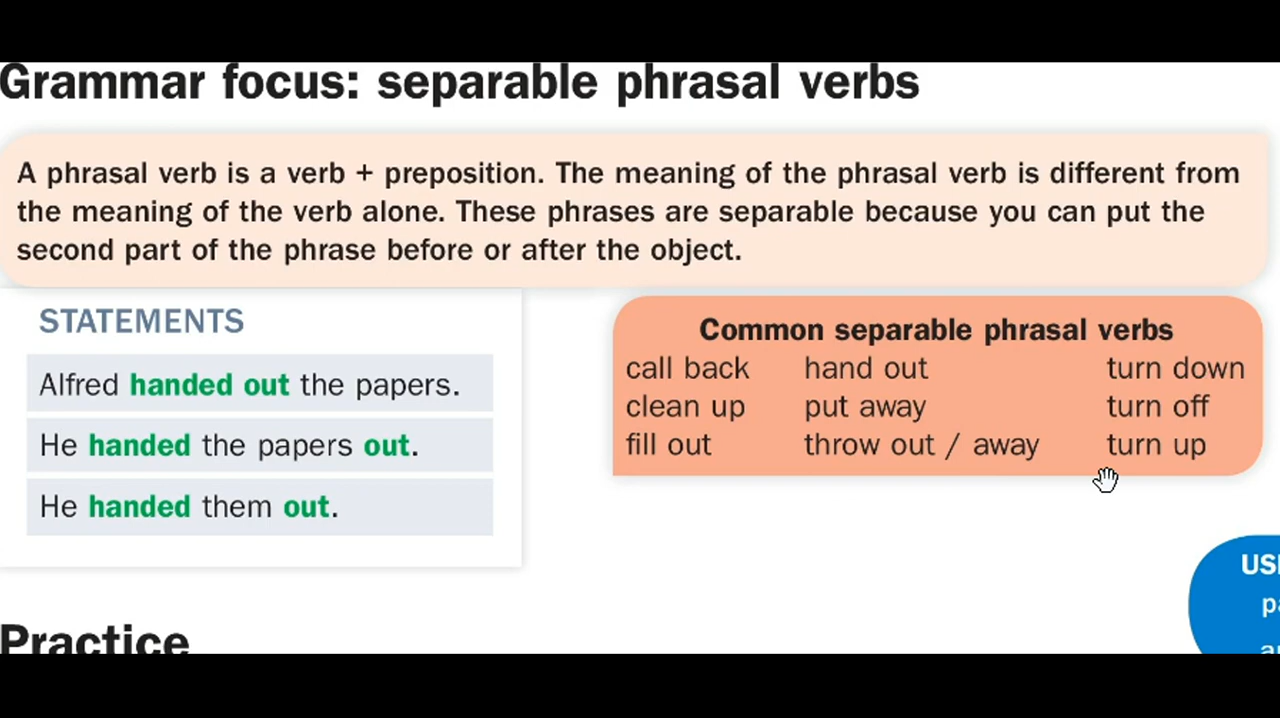 Grammar focus: separable phrasal verbs
A phrasal verb is a verb + preposition. The meaning of the phrasal verb is different from
the meaning of the verb alone. These phrases are separable because you can put the
second part of the phrase before or after the object.
STATEMENTS
Alfred handed out the papers.
He handed the papers out.
He handed them out.
Common separable phrasal verbs
call back hand out turn down
clean up put away turn off
fill out throw out / away turn up
Practice